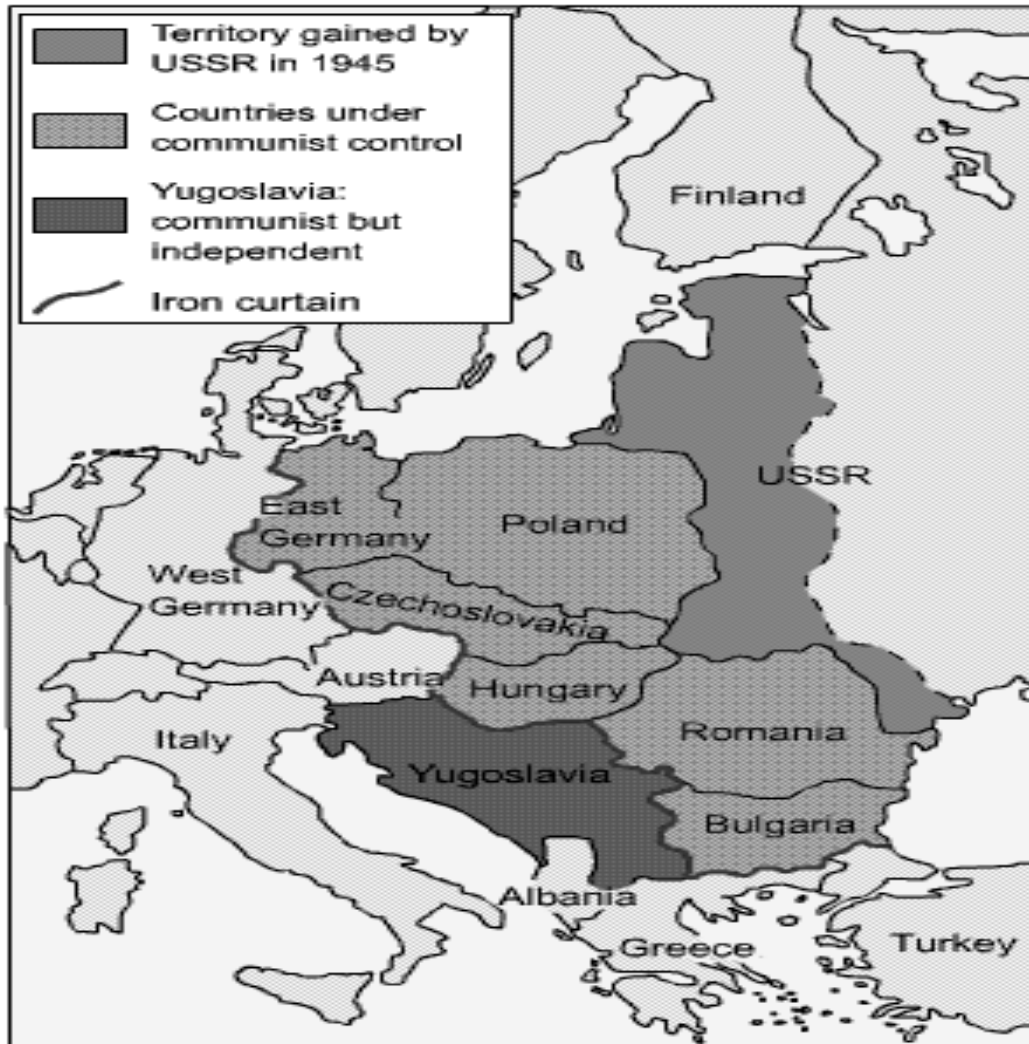 Territory gained by
USSR in 1945
Countries under
communist control
Yugoslavia:
communist but
independent
Iron curtain
Finland
USSR
East
Germany
Poland
West
Germany
Czechoslovakia
Austria
Hungary
Italy
Romania
Yugoslavia
Bulgaria
Albania
Greece
Turkey